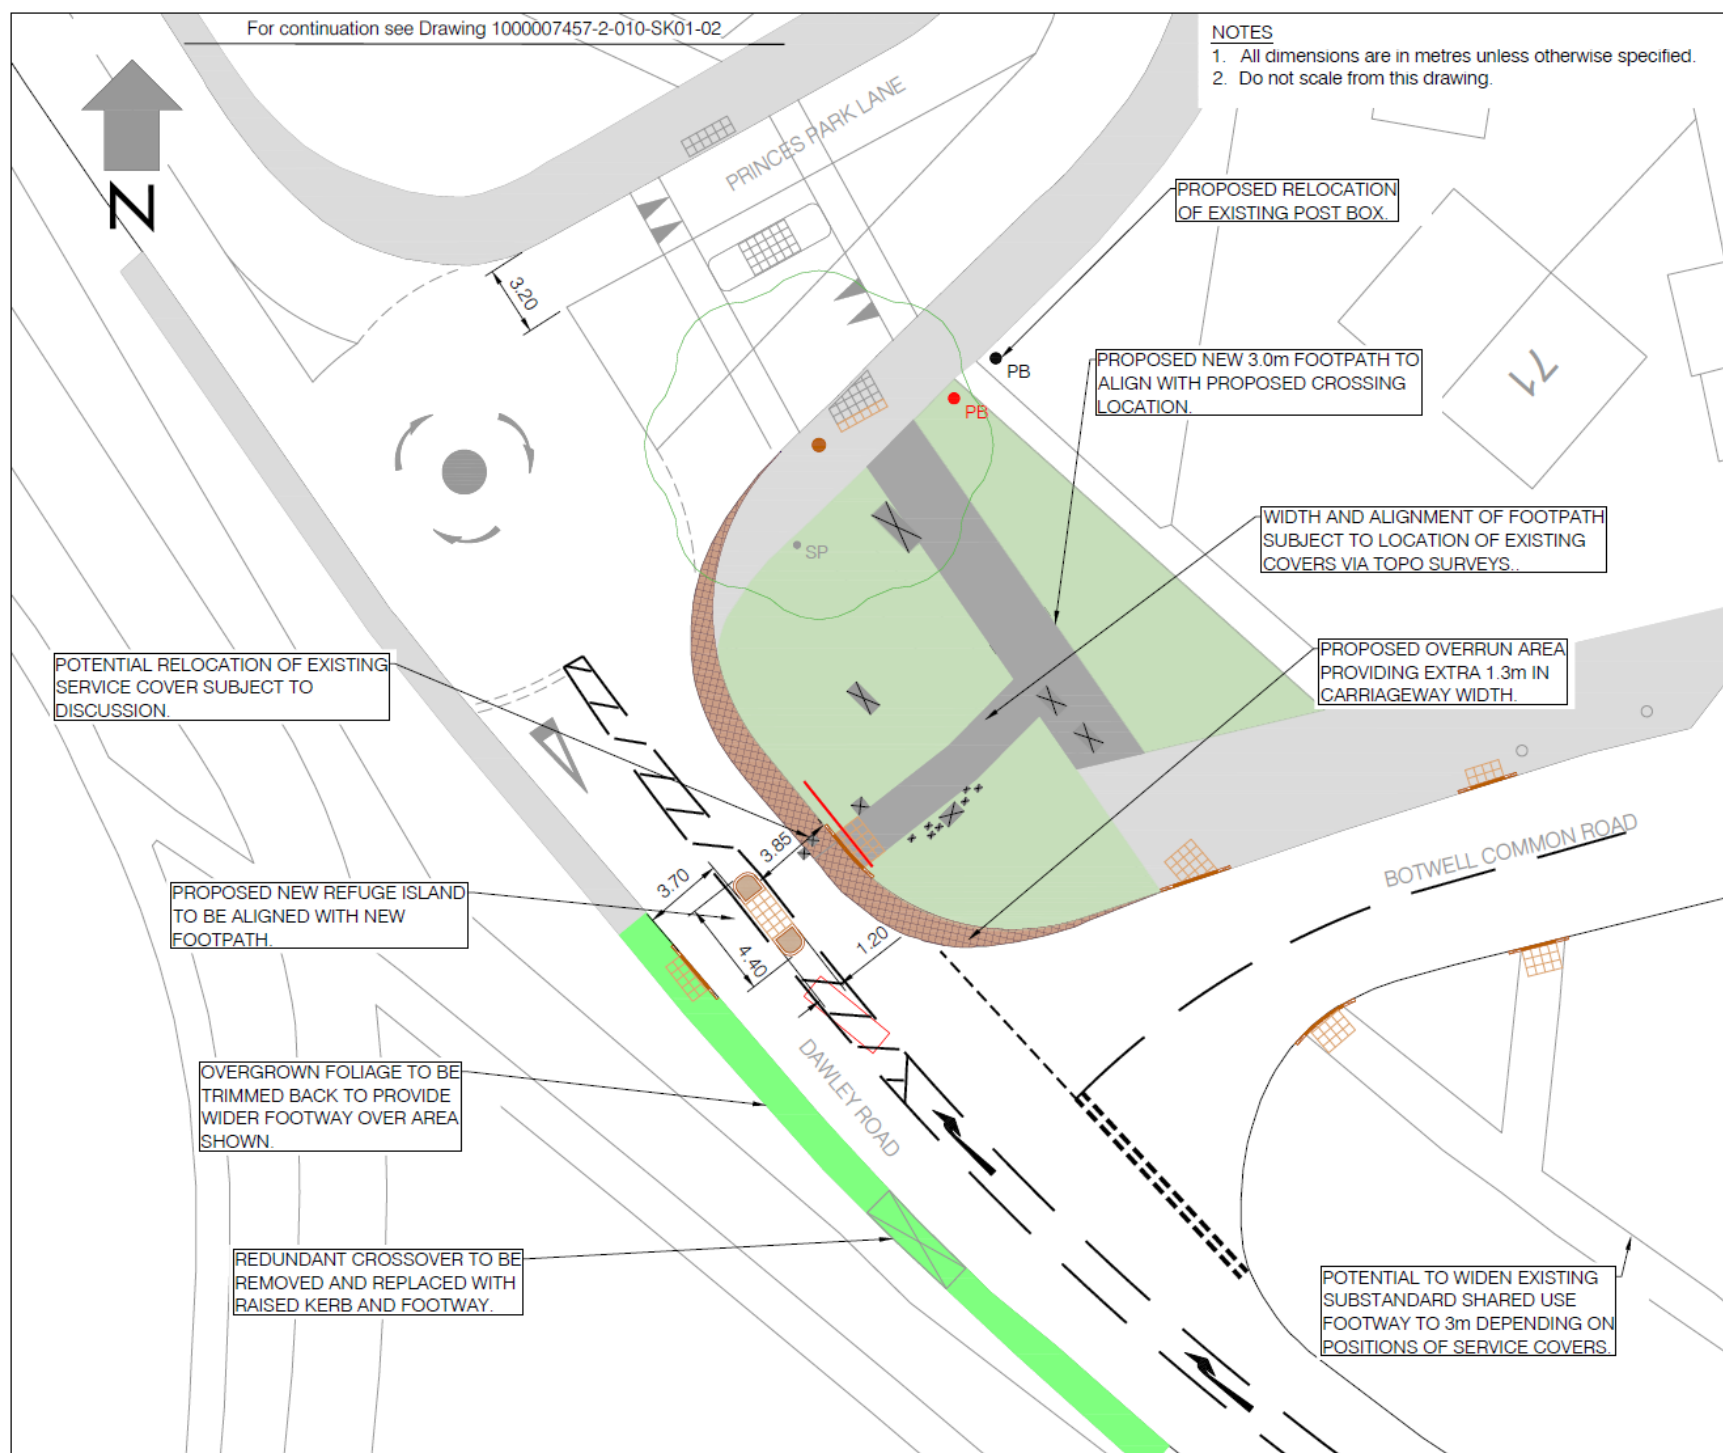 For continuation see Drawing 1000007457-2-010-SK01-02
NOTES
1. All dimensions are in metres unless otherwise specified.
2. Do not scale from this drawing.
N
PRINCES PARK LANE
PROPOSED RELOCATION
OF EXISTING POST BOX.
3.20
PB
PROPOSED NEW 3.0m FOOTPATH TO
ALIGN WITH PROPOSED CROSSING
LOCATION.
71
PB
WIDTH AND ALIGNMENT OF FOOTPATH
SUBJECT TO LOCATION OF EXISTING
COVERS VIA TOPO SURVEYS..
SP
PROPOSED OVERRUN AREA
PROVIDING EXTRA 1.3m IN
CARRIAGEWAY WIDTH.
POTENTIAL RELOCATION OF EXISTING
SERVICE COVER SUBJECT TO
DISCUSSION.
3.85
BOTWELL COMMON ROAD
3.70
PROPOSED NEW REFUGE ISLAND
TO BE ALIGNED WITH NEW
FOOTPATH.
1.20
4.40
DAWLEY ROAD
OVERGROWN FOLIAGE TO BE
TRIMMED BACK TO PROVIDE
WIDER FOOTWAY OVER AREA
SHOWN.
REDUNDANT CROSSOVER TO BE
REMOVED AND REPLACED WITH
RAISED KERB AND FOOTWAY.
POTENTIAL TO WIDEN EXISTING
SUBSTANDARD SHARED USE
FOOTWAY TO 3m DEPENDING ON
POSITIONS OF SERVICE COVERS.